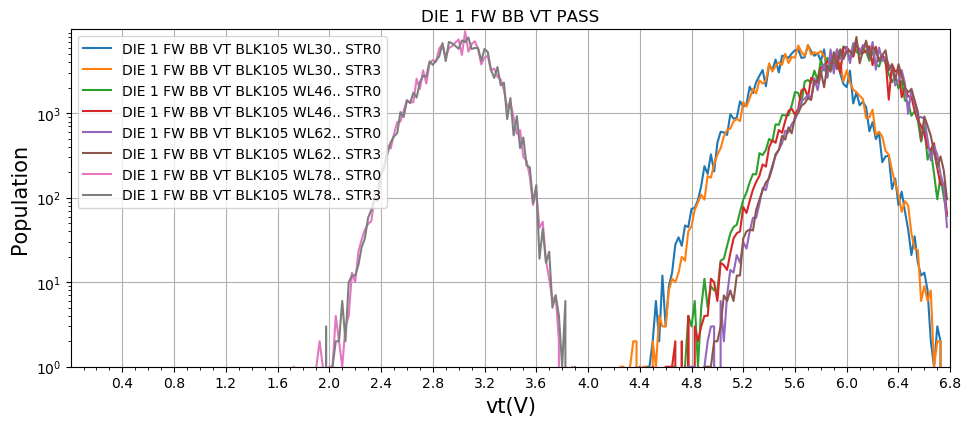 DIE 1 FW BB VT PASS
DIE 1 FW BB VT BLK105 WL30.. STR0
DIE 1 FW BB VT BLK105 WL30.. STR3
DIE 1 FW BB VT BLK105 WL46.. STR0
DIE 1 FW BB VT BLK105 WL46.. STR3
DIE 1 FW BB VT BLK105 WL62.. STR0
DIE 1 FW BB VT BLK105 WL62.. STR3
DIE 1 FW BB VT BLK105 WL78.. STR0
DIE 1 FW BB VT BLK105 WL78.. STR3
Population
10³
10²
10¹
10⁰
0.4 0.8 1.2 1.6 2.0 2.4 2.8 3.2 3.6 4.0 4.4 4.8 5.2 5.6 6.0 6.4 6.8
vt(V)